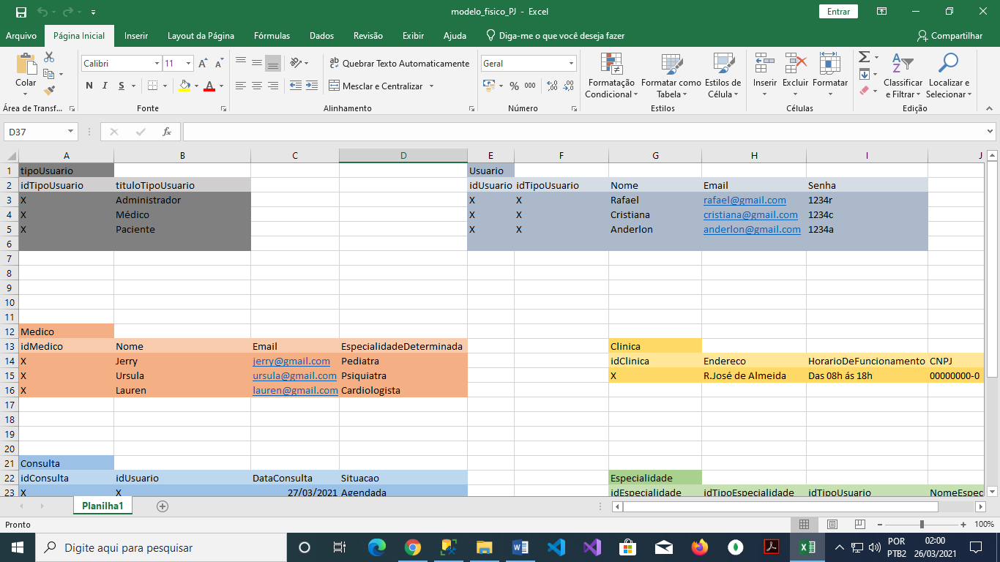 modelo_fisico_PJ - Excel
Entrar
Arquivo Página Inicial Inserir Layout da Página Fórmulas Dados Revisão Exibir Ajuda Diga-me o que você deseja fazer Compartilhar
Colar
Calibri 11
N I S
Quebrar Texto Automaticamente
Mesclar e Centralizar
Geral
% 000
Formatação Condicional
Formatar como Tabela
Estilos de Célula
Inserir Excluir Formatar
Classificar e Filtrar
Localizar e Selecionar
Área de Transf... Fonte Alinhamento Número Estilos Células Edição
D37 fx
A B C D E F G H I J
1 tipoUsuario Usuario
2 idTipoUsuario tituloTipoUsuario idUsuario idTipoUsuario Nome Email Senha
3 X Administrador X X Rafael rafael@gmail.com 1234r
4 X Médico X X Cristiana cristiana@gmail.com 1234c
5 X Paciente X X Anderlon anderlon@gmail.com 1234a
6
7
8
9
10
11
12 Medico
13 idMedico Nome Email EspecialidadeDeterminada Clinica
14 X Jerry jerry@gmail.com Pediatra idClinica Endereco HorarioDeFuncionamento CNPJ
15 X Ursula ursula@gmail.com Psiquiatra X R.José de Almeida Das 08h ás 18h 00000000-0
16 X Lauren lauren@gmail.com Cardiologista
17
18
19
20
21 Consulta
22 idConsulta idUsuario DataConsulta Situacao Especialidade
23 X X 27/03/2021 Agendada idEspecialidade idTipoEspecialidade idTipoUsuario NomeEspec
Planilha1
Pronto 100%
Digite aqui para pesquisar
POR 02:00
PTB2 26/03/2021